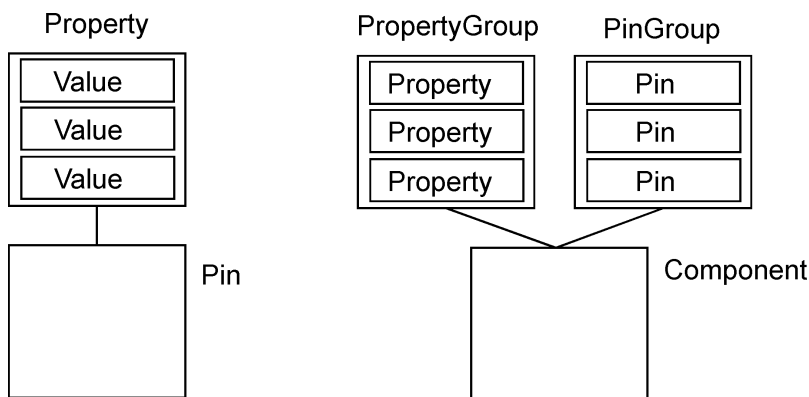 Property
Value
Value
Value
Pin
PropertyGroup
Property
Property
Property
PinGroup
Pin
Pin
Pin
Component